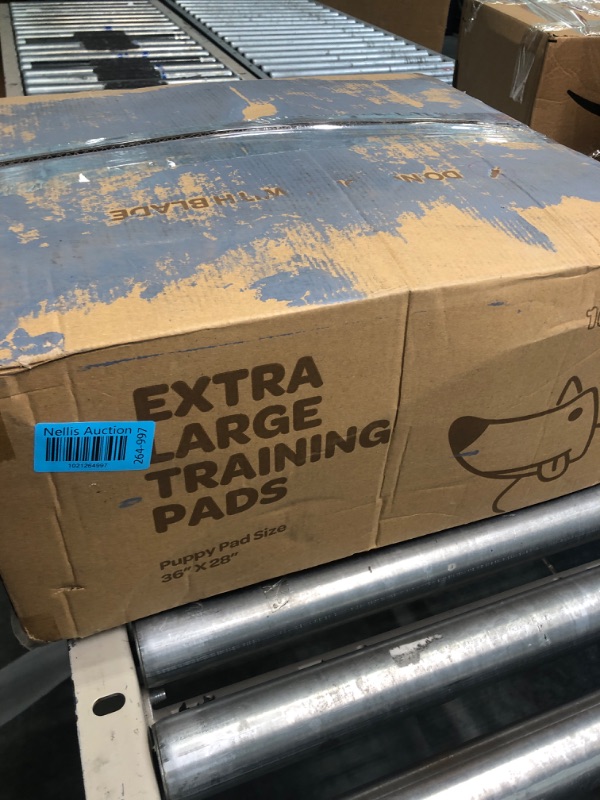 DON
WITH BLADE
EXTRA
LARGE
TRAINING
PADS
Puppy Pad Size
36" X 28"
Nellis Auction
1021264997
264-997